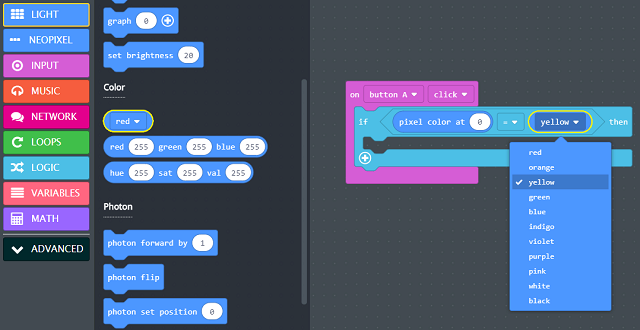 LIGHT
NEOPIXEL
INPUT
MUSIC
NETWORK
LOOPS
LOGIC
VARIABLES
MATH
ADVANCED
graph 0
set brightness 20
Color
red
red 255 green 255 blue 255
hue 255 sat 255 val 255
Photon
photon forward by 1
photon flip
photon set position 0
on button A click
if pixel color at 0 = yellow then
red
orange
yellow
green
blue
indigo
violet
purple
pink
white
black